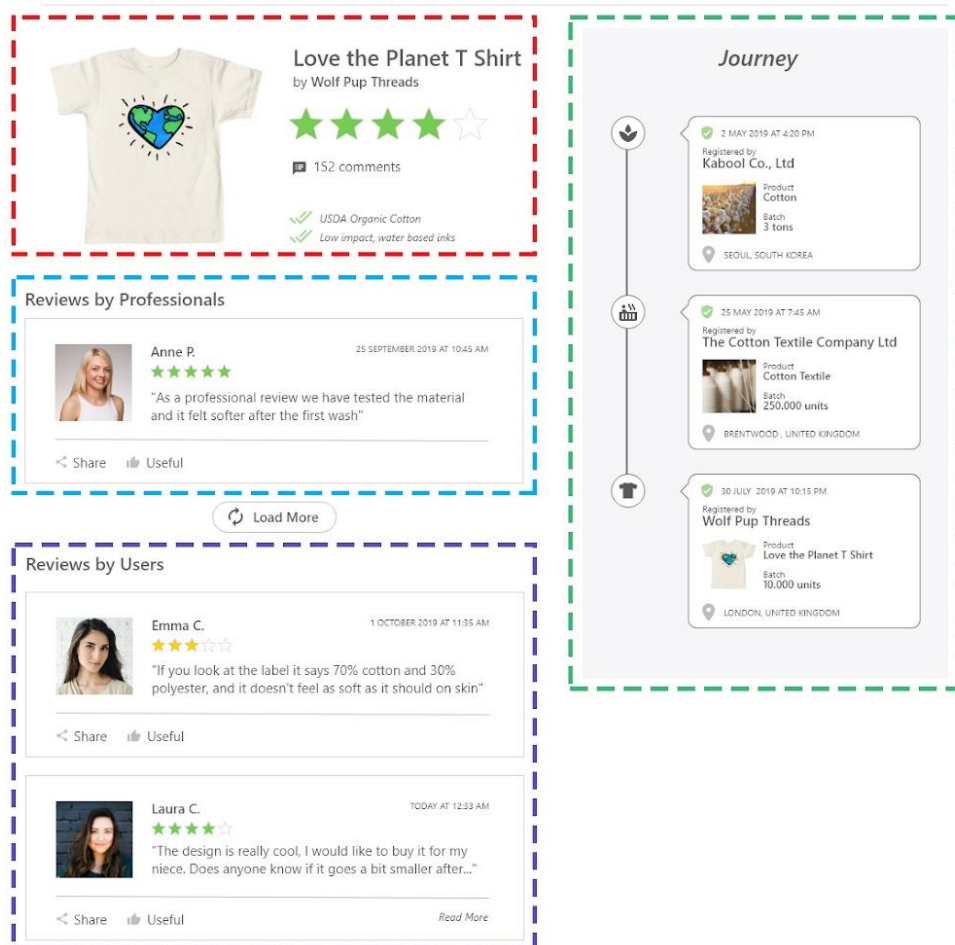 Love the Planet T Shirt
by Wolf Pup Threads
152 comments
USDA Organic Cotton
Low impact, water based inks
Reviews by Professionals
Anne P.
25 SEPTEMBER 2019 AT 10:45 AM
"As a professional review we have tested the material
and it felt softer after the first wash"
Share
Useful
Load More
Reviews by Users
Emma C.
1 OCTOBER 2019 AT 11:35 AM
"If you look at the label it says 70% cotton and 30%
polyester, and it doesn't feel as soft as it should on skin"
Share
Useful
Laura C.
TODAY AT 12:33 AM
"The design is really cool, I would like to buy it for my
niece. Does anyone know if it goes a bit smaller after..."
Share
Useful
Read More
Journey
2 MAY 2019 AT 4:20 PM
Registered by
Kabool Co., Ltd
Product
Cotton
Batch
3 tons
SEOUL, SOUTH KOREA
25 MAY 2019 AT 7:45 AM
Registered by
The Cotton Textile Company Ltd
Product
Cotton Textile
Batch
250.000 units
BRENTWOOD , UNITED KINGDOM
30 JULY 2019 AT 10:15 PM
Registered by
Wolf Pup Threads
Product
Love the Planet T Shirt
Batch
10.000 units
LONDON, UNITED KINGDOM